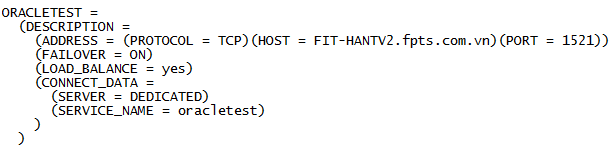 ORACLETEST =
  (DESCRIPTION =
    (ADDRESS = (PROTOCOL = TCP)(HOST = FIT-HANTV2.fpts.com.vn)(PORT = 1521))
    (FAILOVER = ON)
    (LOAD_BALANCE = yes)
    (CONNECT_DATA =
      (SERVER = DEDICATED)
      (SERVICE_NAME = oracletest)
    )
  )